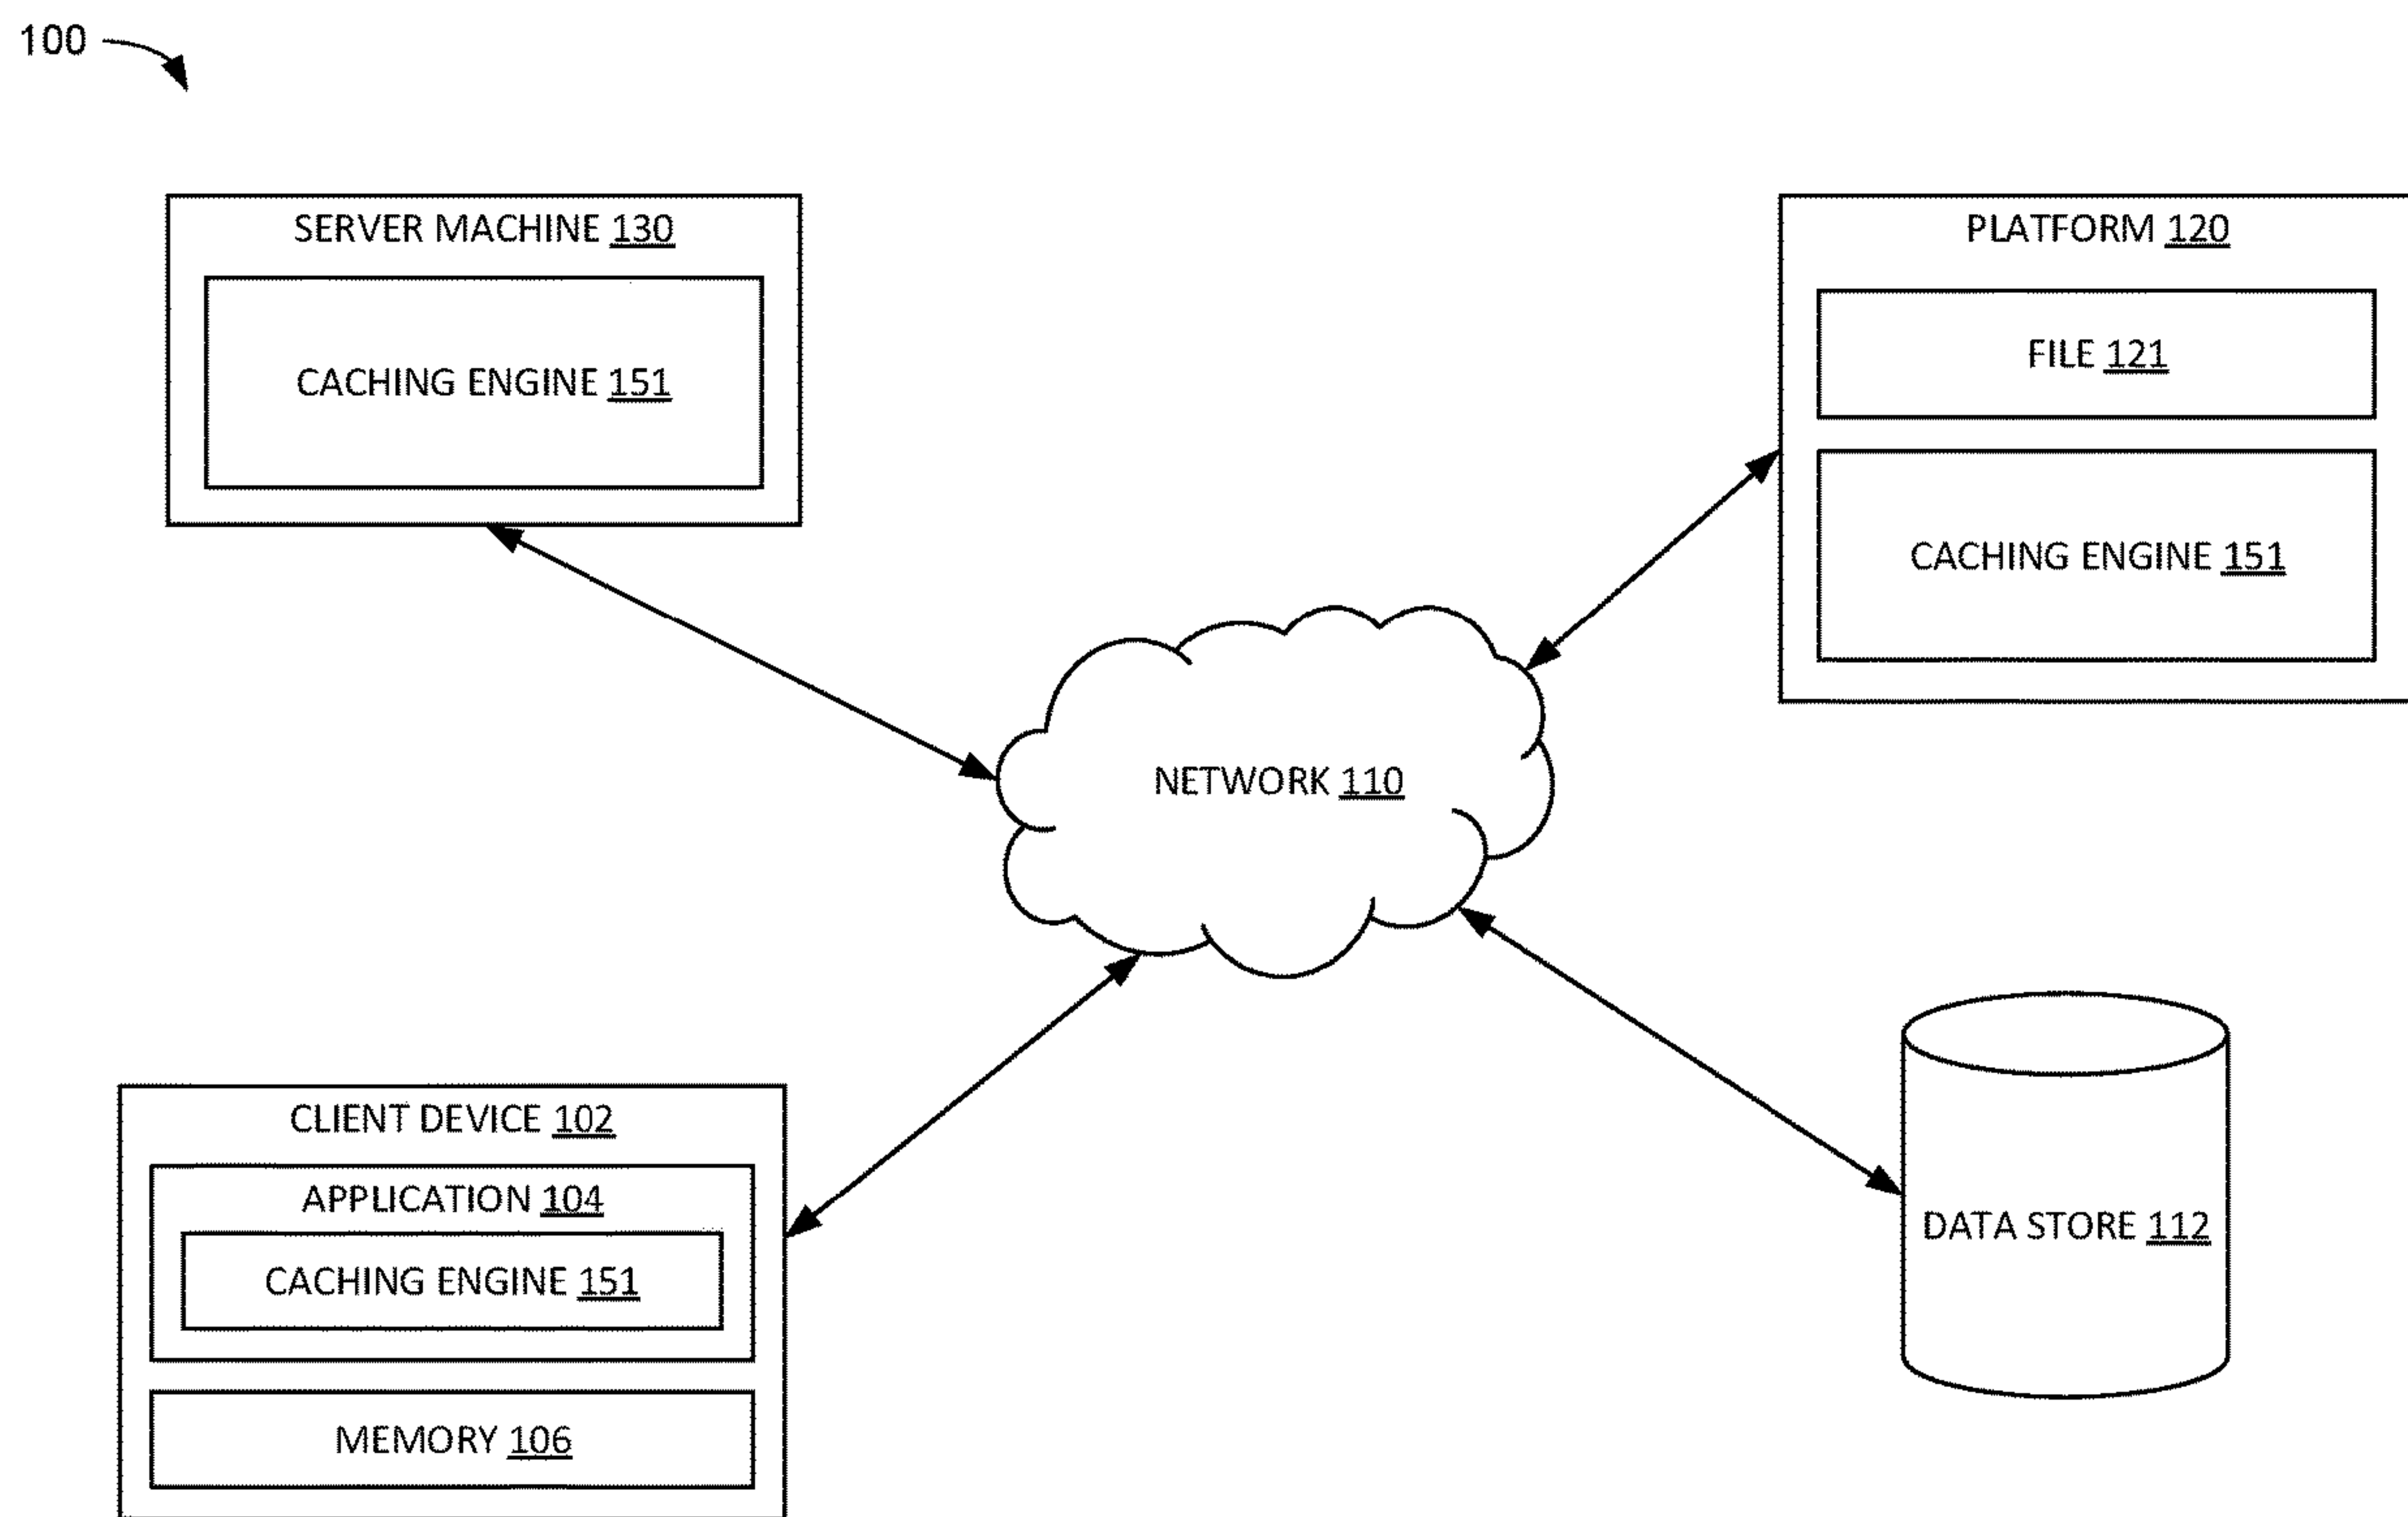 100
SERVER MACHINE 130
CACHING ENGINE 151
PLATFORM 120
FILE 121
CACHING ENGINE 151
NETWORK 110
CLIENT DEVICE 102
APPLICATION 104
CACHING ENGINE 151
MEMORY 106
DATA STORE 112